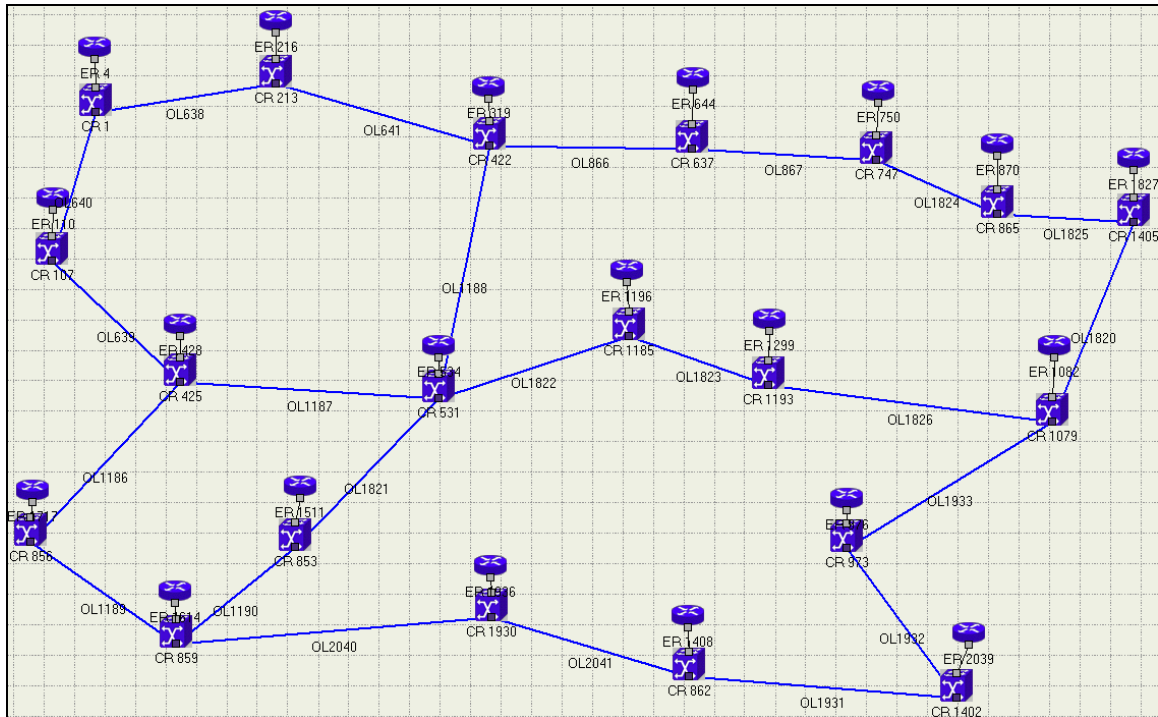 ER 216
ER 4
CR 213
OL638
CR 1
ER 319
OL641
CR 422
ER 644
OL866
CR 637
ER 750
OL867
CR 747
ER 870
OL1824
CR 865
ER 1827
OL1825
CR 1405
OL640
ER 110
CR 107
OL1188
ER 1196
CR 1185
ER 1299
OL1820
OL639
ER 428
CR 425
OL1822
OL1823
CR 1193
ER 1082
OL1187
CR 531
OL1826
CR 1079
OL1186
OL1821
OL1933
ER 1511
CR 856
CR 853
CR 973
OL1189
OL1190
ER 1614
CR 859
OL2040
CR 1930
OL2041
ER 1408
CR 862
OL1932
ER 2039
OL1931
CR 1402